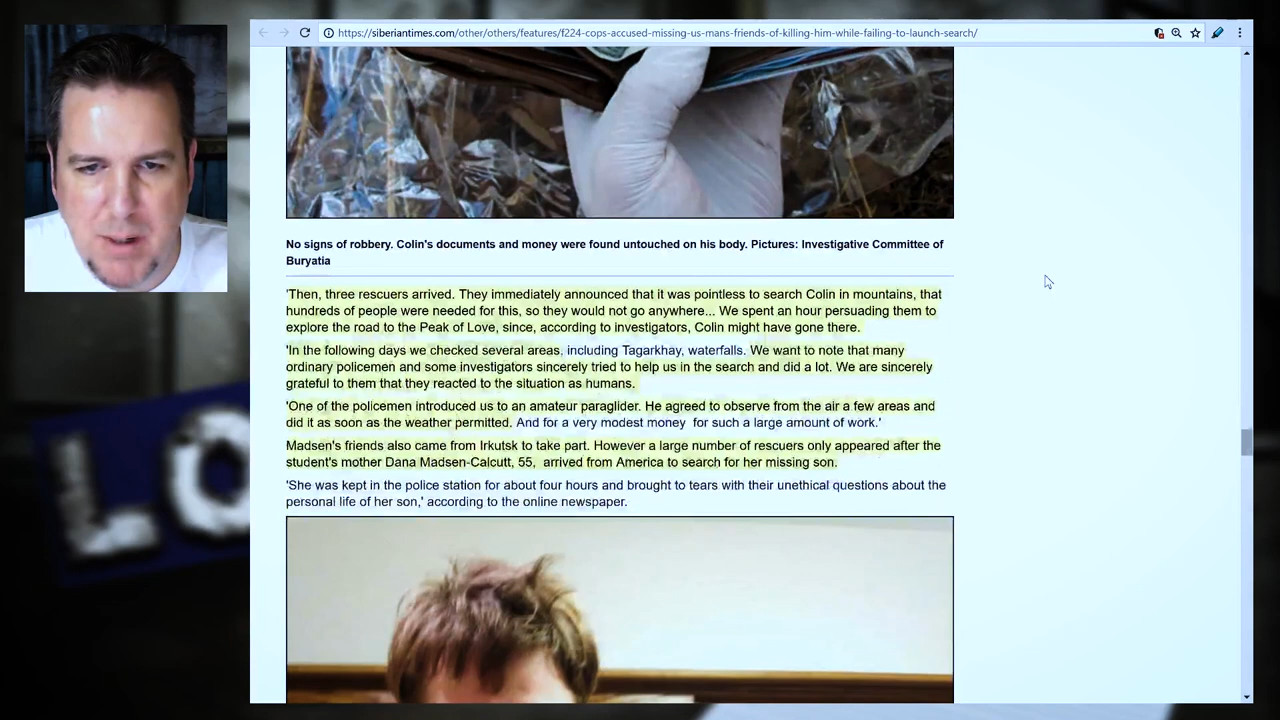 https://siberiantimes.com/other/others/features/f224-cops-accused-missing-us-mans-friends-of-killing-him-while-failing-to-launch-search/
No signs of robbery. Colin's documents and money were found untouched on his body. Pictures: Investigative Committee of
Buryatia
'Then, three rescuers arrived. They immediately announced that it was pointless to search Colin in mountains, that
hundreds of people were needed for this, so they would not go anywhere... We spent an hour persuading them to
explore the road to the Peak of Love, since, according to investigators, Colin might have gone there.
'In the following days we checked several areas, including Tagarkhay, waterfalls. We want to note that many
ordinary policemen and some investigators sincerely tried to help us in the search and did a lot. We are sincerely
grateful to them that they reacted to the situation as humans.
'One of the policemen introduced us to an amateur paraglider. He agreed to observe from the air a few areas and
did it as soon as the weather permitted. And for a very modest money for such a large amount of work.'
Madsen's friends also came from Irkutsk to take part. However a large number of rescuers only appeared after the
student's mother Dana Madsen-Calcutt, 55, arrived from America to search for her missing son.
'She was kept in the police station for about four hours and brought to tears with their unethical questions about the
personal life of her son,' according to the online newspaper.
LO